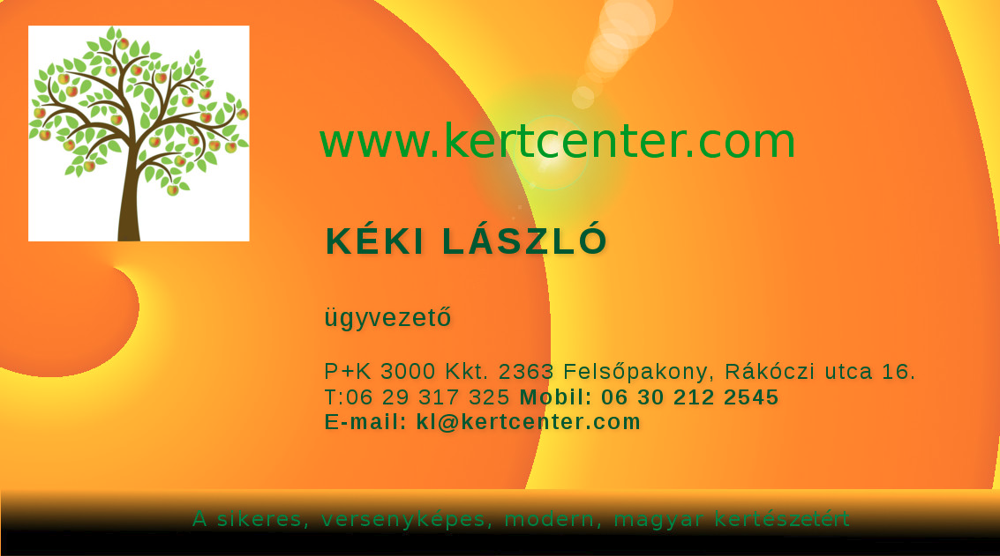 www.kertcenter.com
KÉKI LÁSZLÓ
ügyvezető
P+K 3000 Kkt. 2363 Felsőpakony, Rákóczi utca 16.
T:06 29 317 325 Mobil: 06 30 212 2545
E-mail: kl@kertcenter.com
A sikeres, versenyképes, modern, magyar kertészetért